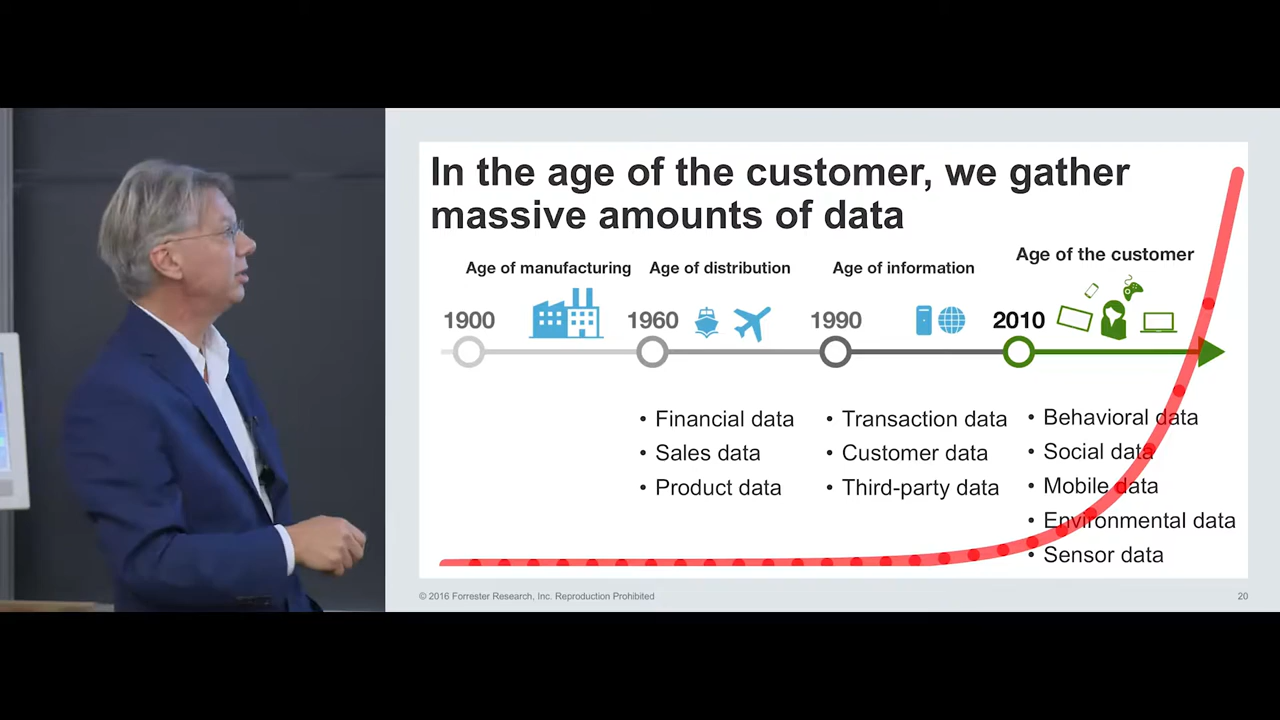 In the age of the customer, we gather
massive amounts of data
Age of manufacturing
Age of distribution
Age of information
Age of the customer
1900
1960
1990
2010
• Financial data
• Sales data
• Product data
• Transaction data
• Customer data
• Third-party data
• Behavioral data
• Social data
• Mobile data
• Environmental data
• Sensor data
© 2016 Forrester Research, Inc. Reproduction Prohibited
20